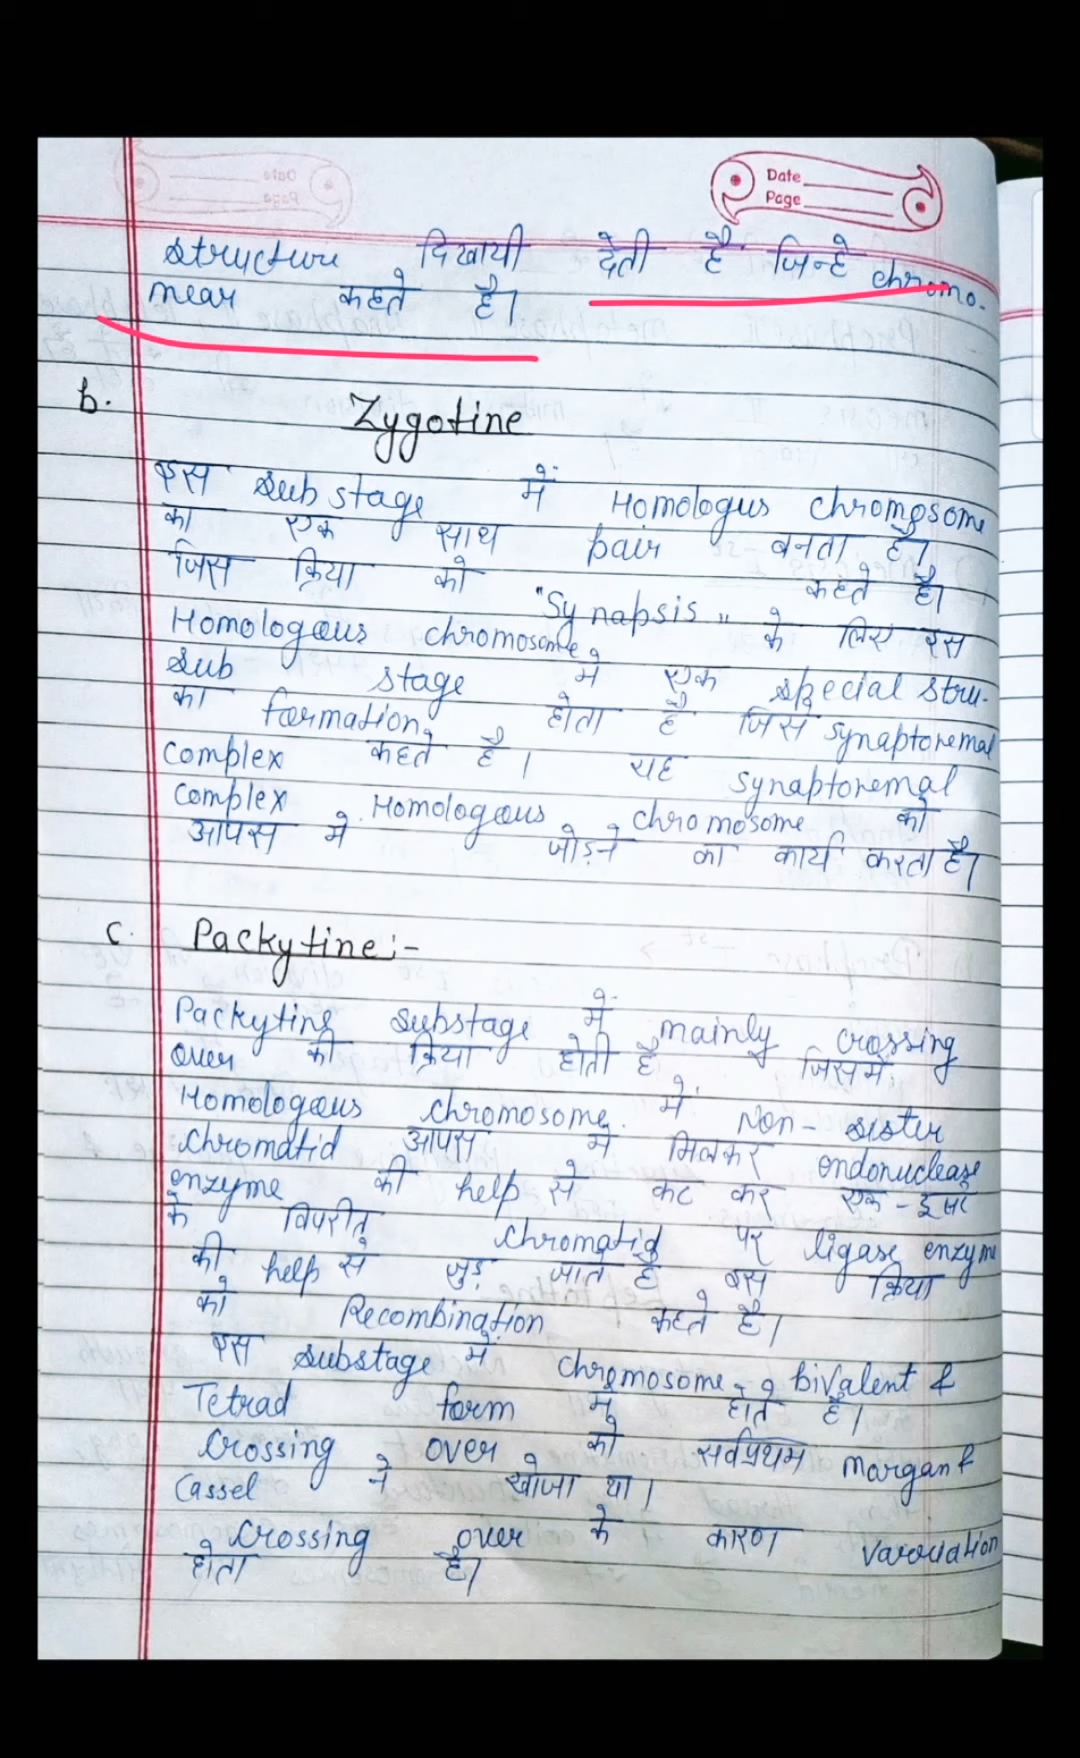 Date
Page
structure दिखायी देती है जिन्हे chromo-
mear कहते है।
b. Zygotine
इस sub stage में Homologus chromosome
का एक साथ pair बनता है।
जिस क्रिया को "Synapsis" कहते है।
Homologous chromosome के लिए इस
sub stage में एक special stru-
का formation होता है जिसे synaptonemal
complex कहते है। यह synaptonemal
complex Homologous chromosome को
आपस मे जोड़ने का कार्य करता है।
c. Packytine:-
Packytine substage में mainly crossing
over की क्रिया होती है जिसमें
Homologous chromosome में Non-sister
chromatid आपस में मिलकर endonuclease
enzyme की help से कट कर एक-दूसरे
के विपरीत chromatid पर ligase enzyme
की help से जुड़ जाते है इस क्रिया
को Recombination कहते है।
इस substage में chromosome bivalent &
Tetrad form में होते है।
Crossing over को सर्वप्रथम Morgan &
Cassel ने खोजा था।
Crossing over के कारण Varoriation
होता है।